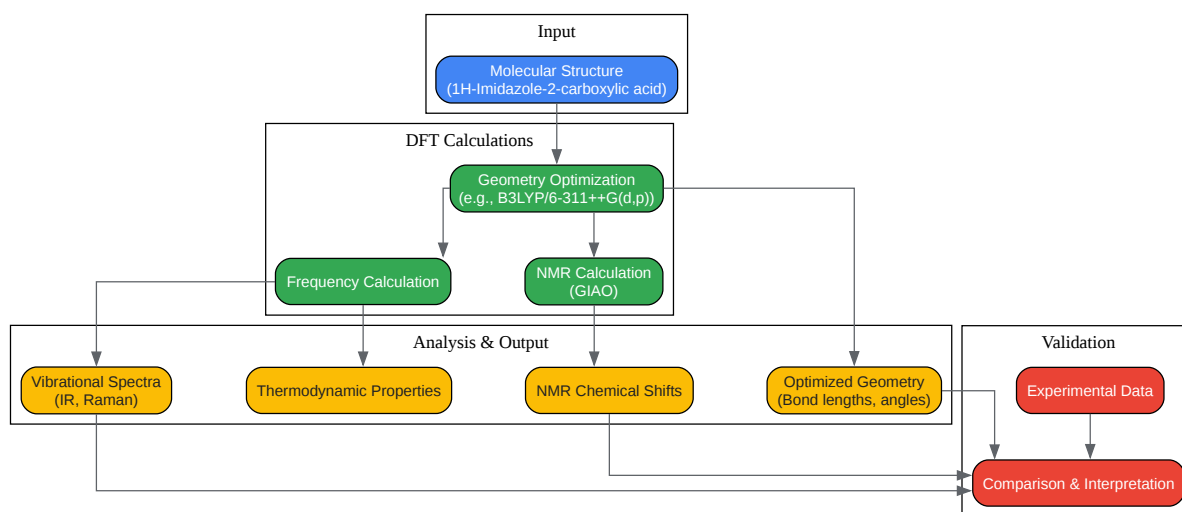 Input
Molecular Structure
(1H-Imidazole-2-carboxylic acid)
DFT Calculations
Geometry Optimization
(e.g., B3LYP/6-311++G(d,p))
Frequency Calculation
NMR Calculation
(GIAO)
Analysis & Output
Vibrational Spectra
(IR, Raman)
Thermodynamic Properties
NMR Chemical Shifts
Optimized Geometry
(Bond lengths, angles)
Validation
Experimental Data
Comparison & Interpretation